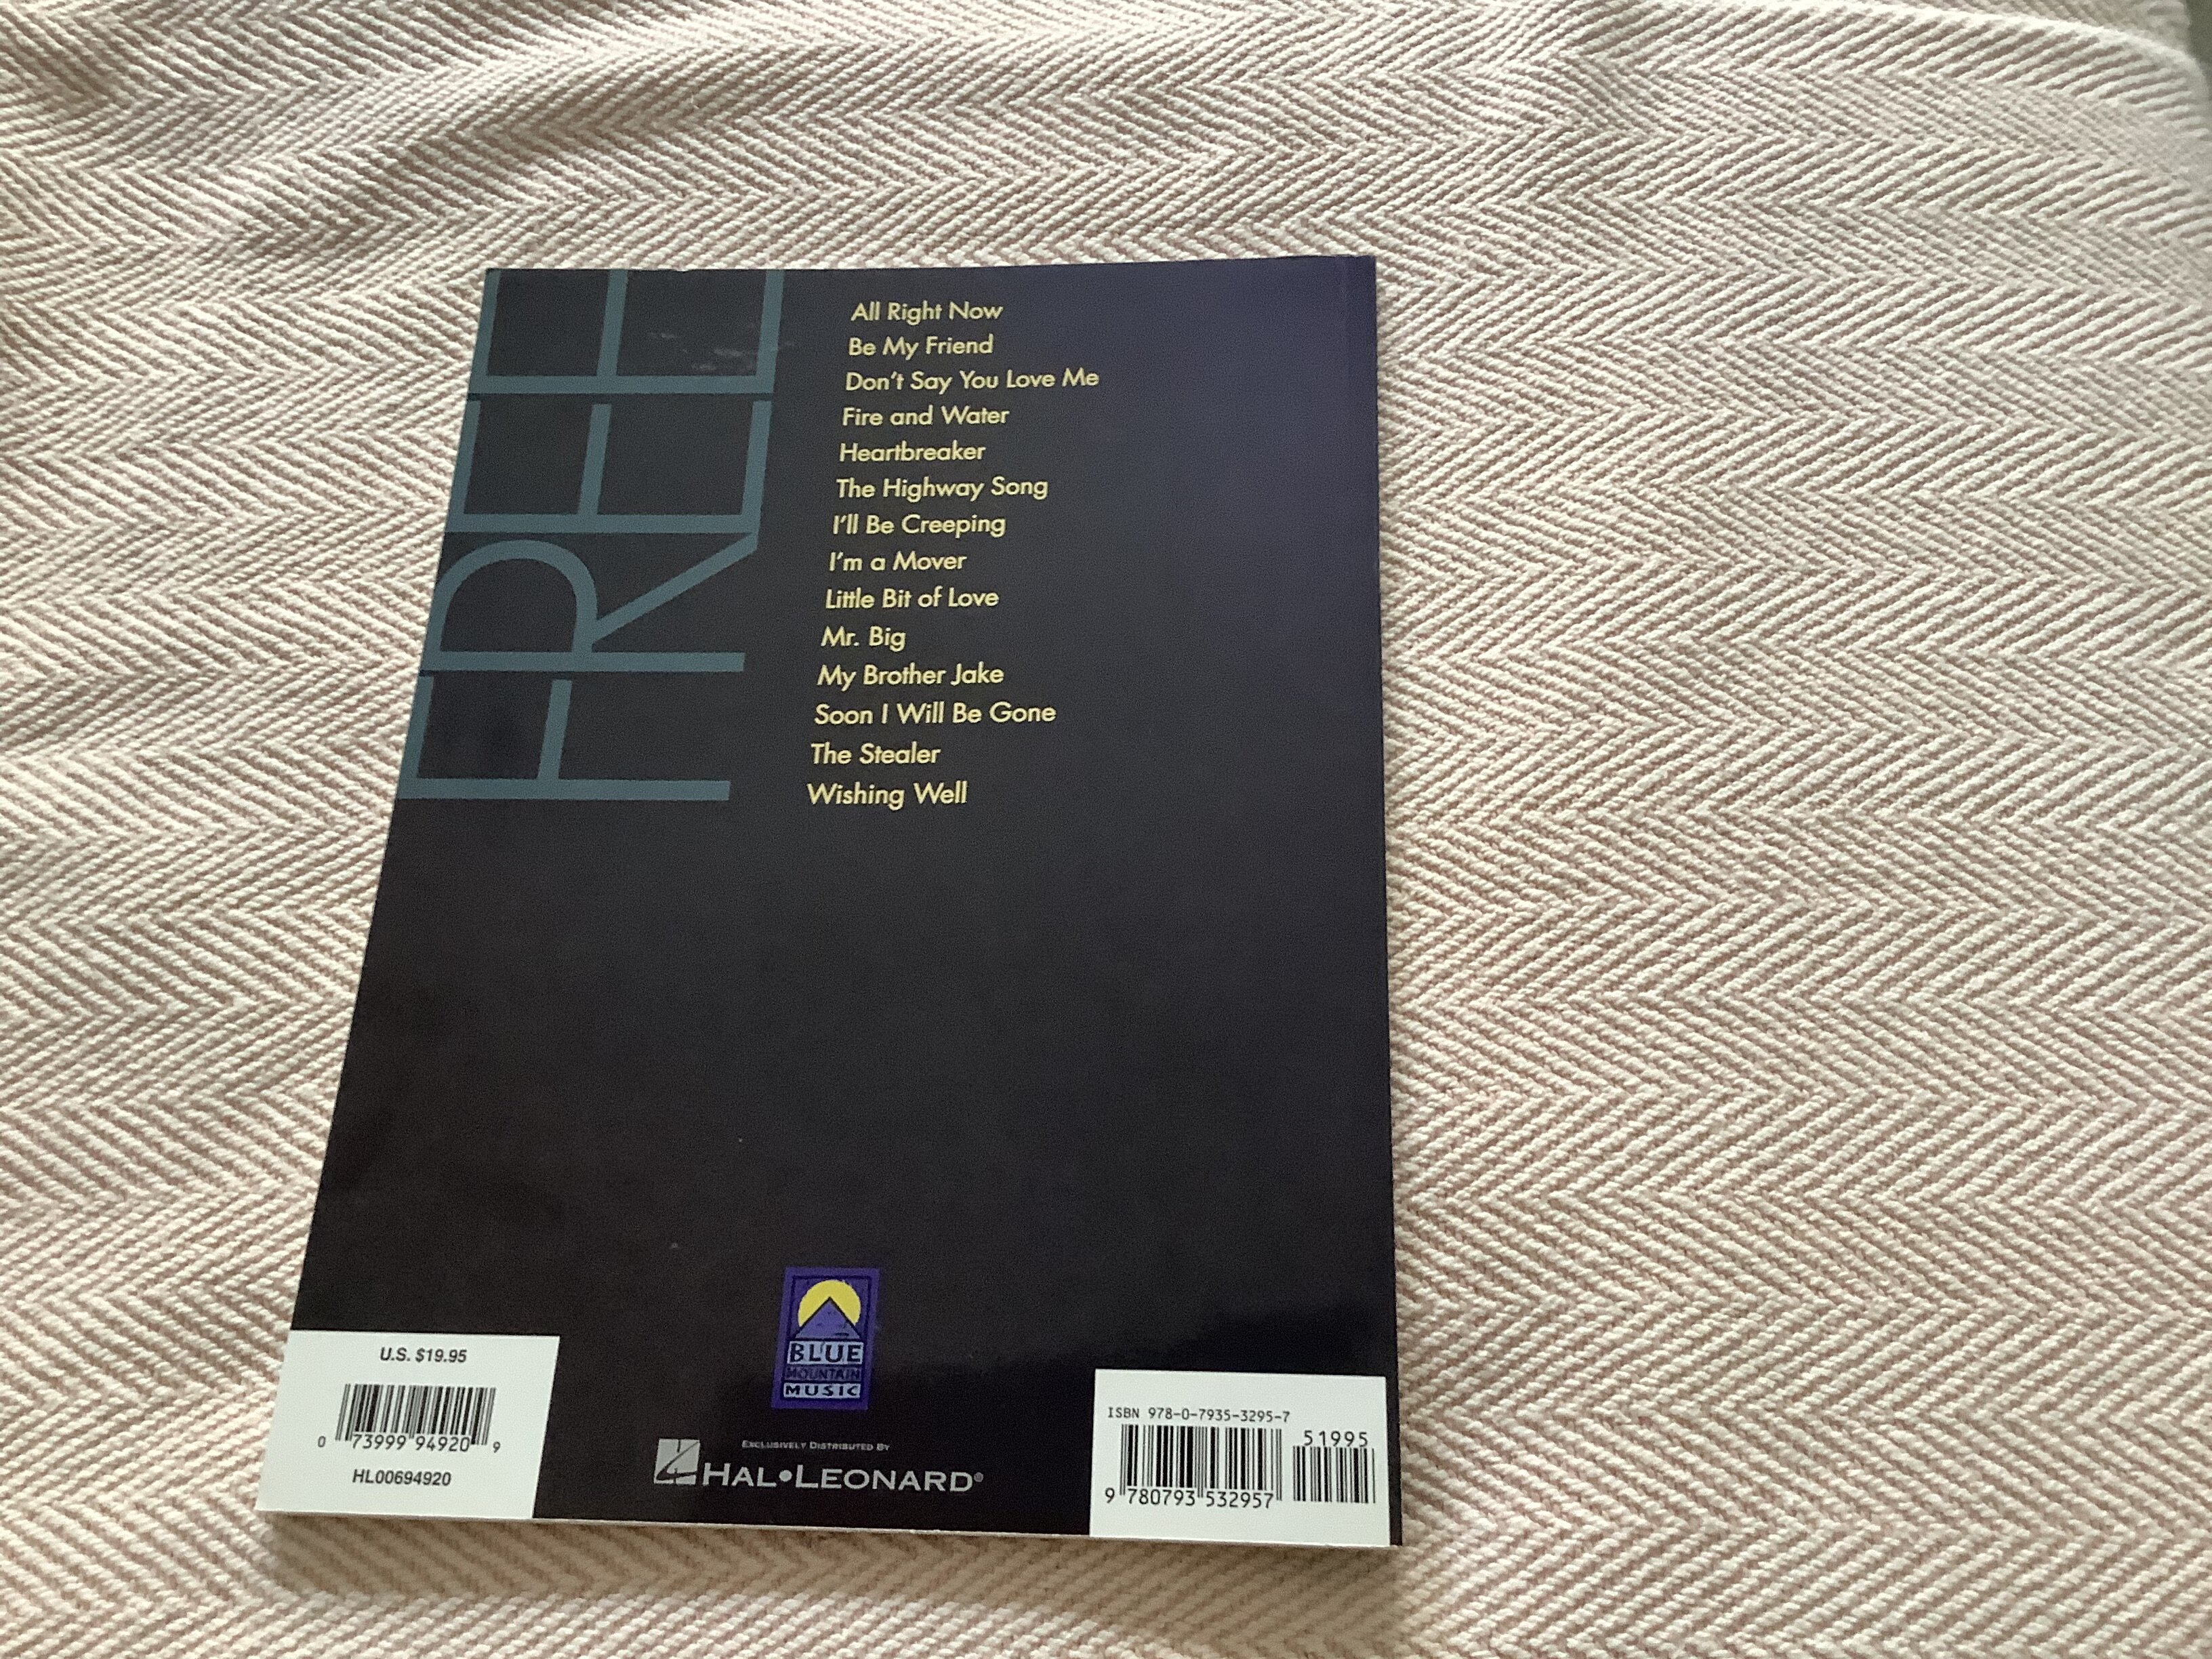 FREE
All Right Now
Be My Friend
Don't Say You Love Me
Fire and Water
Heartbreaker
The Highway Song
I'll Be Creeping
I'm a Mover
Little Bit of Love
Mr. Big
My Brother Jake
Soon I Will Be Gone
The Stealer
Wishing Well
BLUE
MOUNTAIN
MUSIC
EXCLUSIVELY DISTRIBUTED BY
HAL•LEONARD®
U.S. $19.95
0 73999 94920 9
HL00694920
ISBN 978-0-7935-3295-7
51995
9 780793 532957